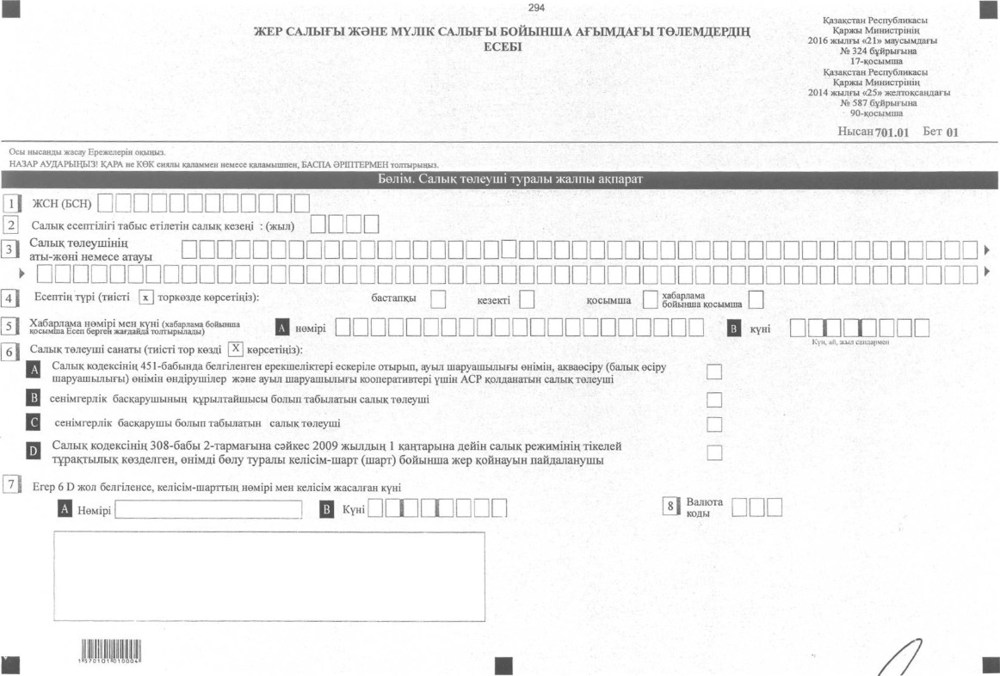 294
ЖЕР САЛЫҒЫ ЖӘНЕ МҮЛІК САЛЫҒЫ БОЙЫНША АҒЫМДАҒЫ ТӨЛЕМДЕРДІҢ
ЕСЕБІ
Қазақстан Республикасы
Қаржы Министрінің
2016 жылғы «21» маусымдағы
№ 324 бұйрығына
17-қосымша
Қазақстан Республикасы
Қаржы Министрінің
2014 жылғы «25» желтоқсандағы
№ 587 бұйрығына
90-қосымша
Нысан 701.01 Бет 01
Осы нысанды жасау Ережелерін оқыңыз.
НАЗАР АУДАРЫҢЫЗ! ҚАРА не КӨК сиялы қаламмен немесе қаламышпен, БАСПА ӘРІПТЕРМЕН толтырыңыз.
Бөлім. Салық төлеуші туралы жалпы ақпарат
1 ЖСН (БСН)
2 Салық есептілігі табыс етілетін салық кезеңі : (жыл)
3 Салық төлеушінің
аты-жөні немесе атауы
4 Есептің түрі (тиісті x торкөзде көрсетіңіз): бастапқы кезекті қосымша хабарлама
бойынша қосымша
5 Хабарлама нөмірі мен күні (хабарлама бойынша
қосымша Есеп берген жағдайда толтырылады) A нөмірі B күні
Күн, ай, жыл сандармен
6 Салық төлеуші санаты (тиісті тор көзді X көрсетіңіз):
A Салық кодексінің 451-бабында белгіленген ерекшеліктері ескеріле отырып, ауыл шаруашылығы өнімін, акваөсіру (балық өсіру
шаруашылығы) өнімін өндірушілер және ауыл шаруашылығы кооперативтері үшін АСР қолданатын салық төлеуші
B сенімгерлік басқарушының құрылтайшысы болып табылатын салық төлеуші
C сенімгерлік басқарушы болып табылатын салық төлеуші
D Салық кодексінің 308-бабы 2-тармағына сәйкес 2009 жылдың 1 қаңтарына дейін салық режимінің тікелей
тұрақтылық көзделген, өнімді бөлу туралы келісім-шарт (шарт) бойынша жер қойнауын пайдаланушы
7 Егер 6 D жол белгіленсе, келісім-шарттың нөмірі мен келісім жасалған күні
A Нөмірі B Күні 8 Валюта
коды
1570101010004